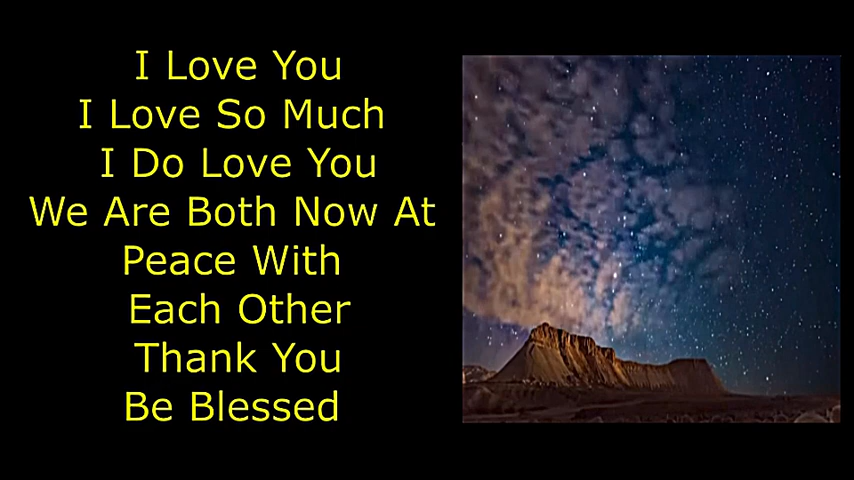 I Love You
I Love So Much
I Do Love You
We Are Both Now At
Peace With
Each Other
Thank You
Be Blessed